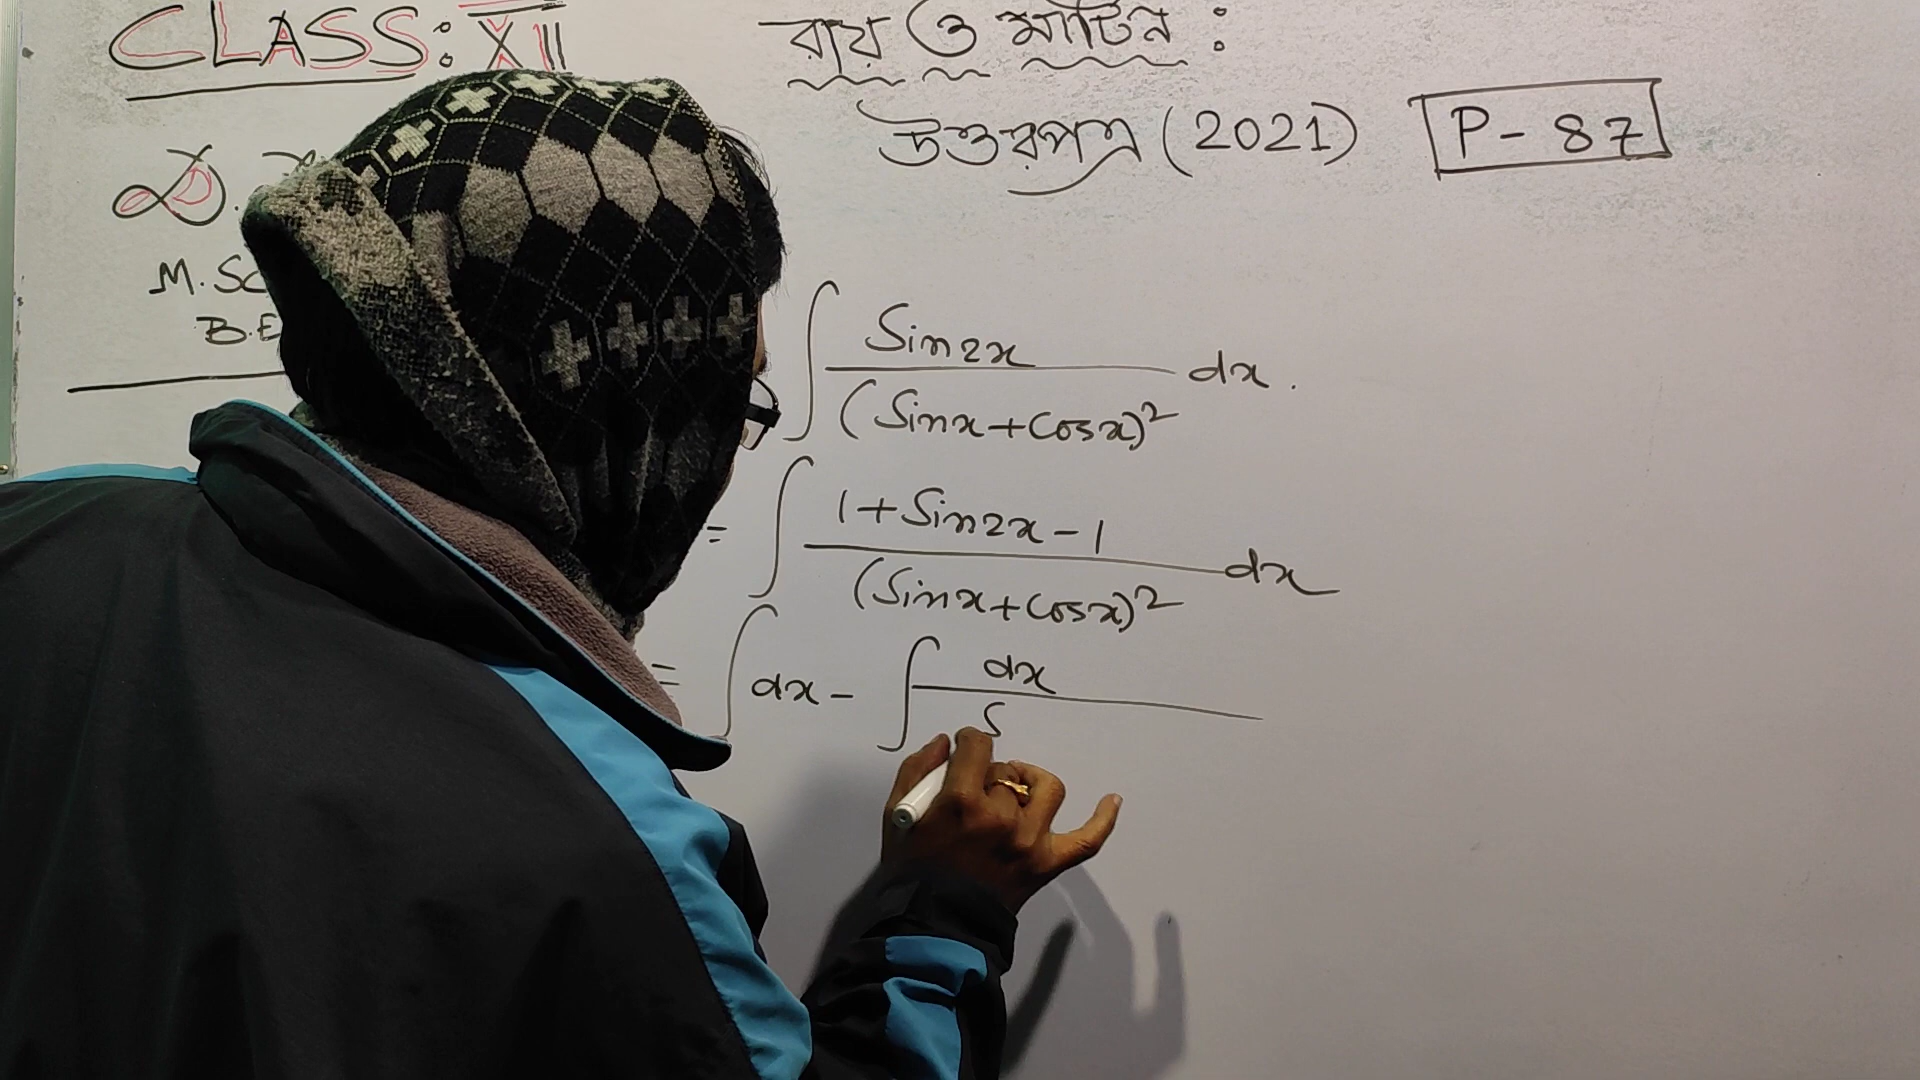 CLASS: XII
রায় ও মার্টিন :
উত্তরপত্র (2021) P-87
M.Sc
B.E
∫ Sin2x / (Sinx+Cosx)² dx.
= ∫ 1+Sin2x-1 / (Sinx+Cosx)² dx
= ∫ dx - ∫ dx / S